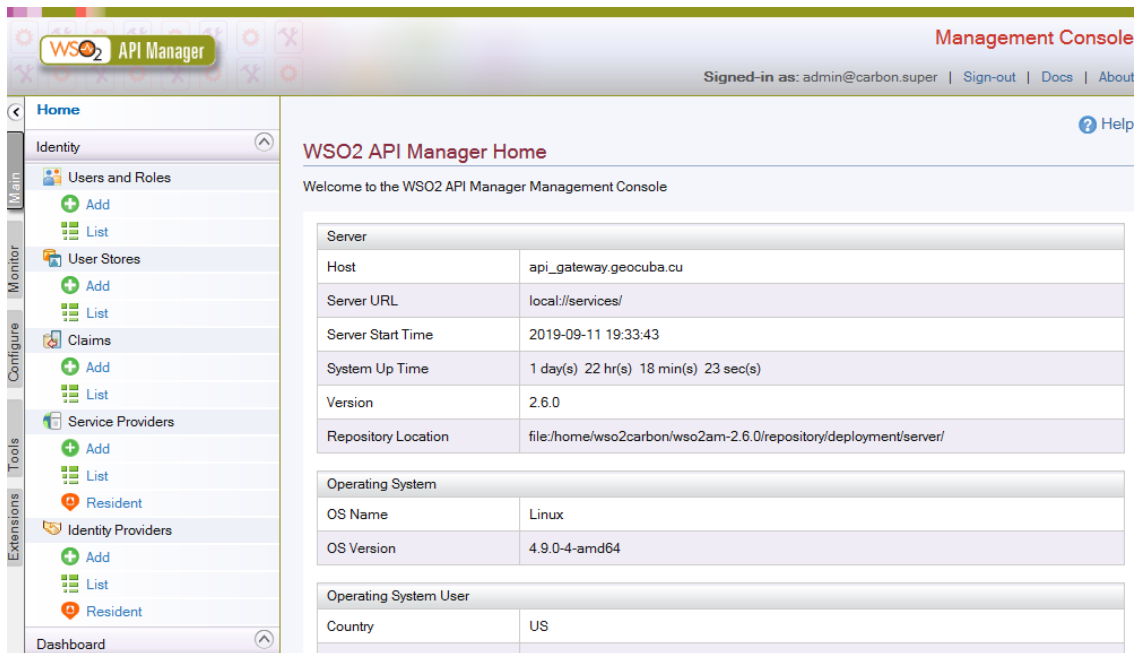 WSO2 API Manager
Management Console
Signed-in as: admin@carbon.super | Sign-out | Docs | About
Main
Monitor
Configure
Tools
Extensions
Home
Identity
Users and Roles
Add
List
User Stores
Add
List
Claims
Add
List
Service Providers
Add
List
Resident
Identity Providers
Add
List
Resident
Dashboard
Help
WSO2 API Manager Home
Welcome to the WSO2 API Manager Management Console
Server
Host api_gateway.geocuba.cu
Server URL local://services/
Server Start Time 2019-09-11 19:33:43
System Up Time 1 day(s) 22 hr(s) 18 min(s) 23 sec(s)
Version 2.6.0
Repository Location file:/home/wso2carbon/wso2am-2.6.0/repository/deployment/server/
Operating System
OS Name Linux
OS Version 4.9.0-4-amd64
Operating System User
Country US